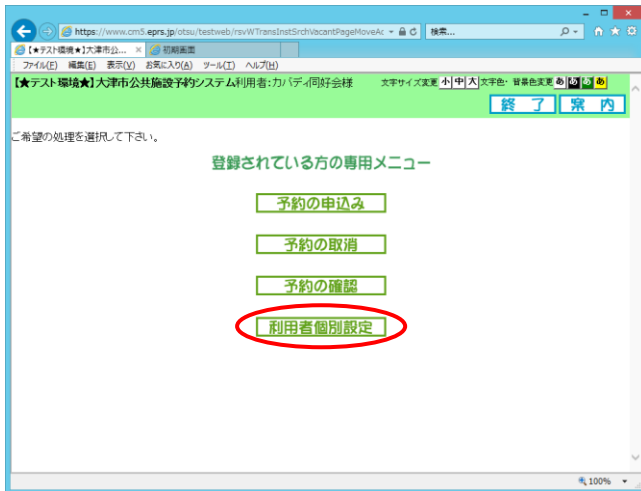 https://www.cm5.eprs.jp/otsu/testweb/rsvWTransInstSrchVacantPageMoveAc
検索...
【★テスト環境★】大津市公...
初期画面
ファイル(F) 編集(E) 表示(V) お気に入り(A) ツール(T) ヘルプ(H)
【★テスト環境★】大津市公共施設予約システム利用者:カバディ同好会様 文字サイズ変更 小 中 大 文字色・背景色変更 あ あ あ あ
終了 案内
ご希望の処理を選択して下さい。
登録されている方の専用メニュー
予約の申込み
予約の取消
予約の確認
利用者個別設定
100%